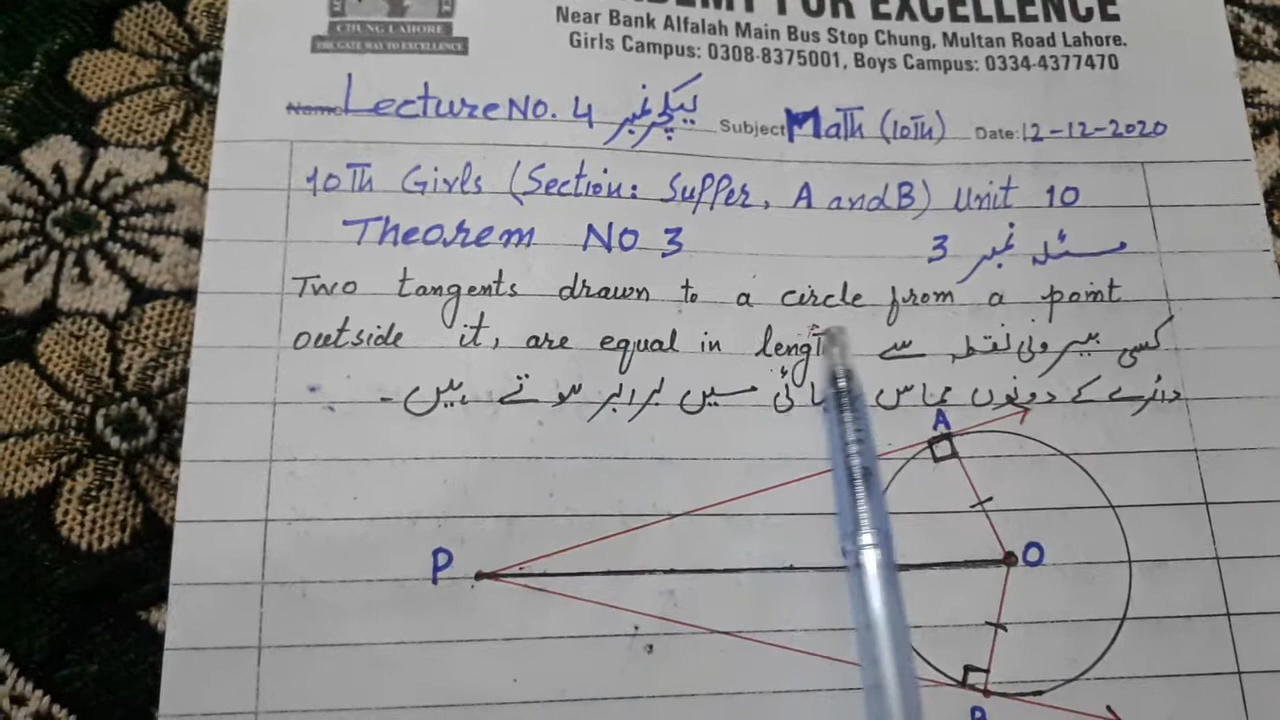 CHUNG LAHORE
THE GATE WAY TO EXCELLENCE
FOR EXCELLENCE
Near Bank Alfalah Main Bus Stop Chung, Multan Road Lahore.
Girls Campus: 0308-8375001, Boys Campus: 0334-4377470
Name Lecture No. 4 لیکچر نمبر Subject Math (10Th) Date: 12-12-2020
10Th Girls (Section: Suffer, A and B) Unit 10
Theorem NO 3 مسئلہ نمبر 3
Two tangents drawn to a circle from a point
outside it, are equal in کسی بیرونی نقطہ سے
دائرے کے دونوں مماس میں برابر ہوتے ہیں۔
A
P
O